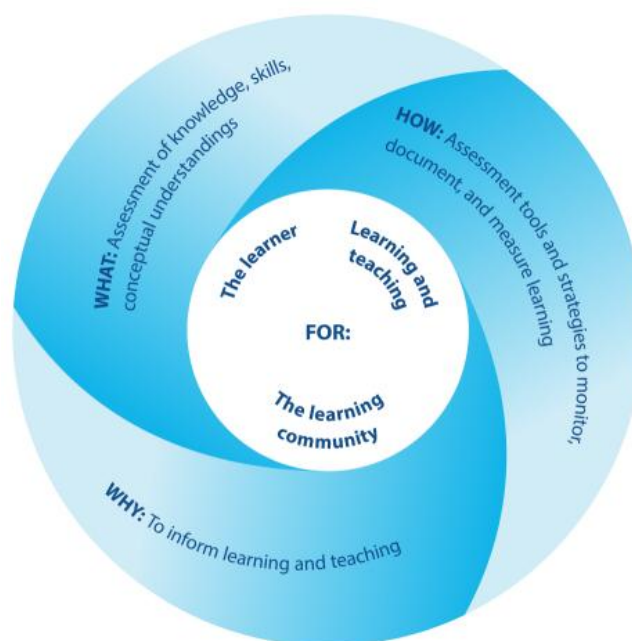 WHAT: Assessment of knowledge, skills,
conceptual understandings
HOW: Assessment tools and strategies to monitor,
document, and measure learning
The learner
Learning and
teaching
FOR:
The learning
community
WHY: To inform learning and teaching